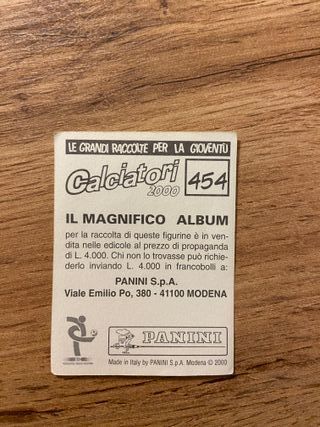 LE GRANDI RACCOLTE PER LA GIOVENTÙ
Calciatori
2000
454
IL MAGNIFICO ALBUM
per la raccolta di queste figurine è in ven-
dita nelle edicole al prezzo di propaganda
di L. 4.000. Chi non lo trovasse può richie-
derlo inviando L. 4.000 in francobolli a:
PANINI S.p.A.
Viale Emilio Po, 380 - 41100 MODENA
PANINI
Made in Italy by PANINI S.p.A. Modena © 2000